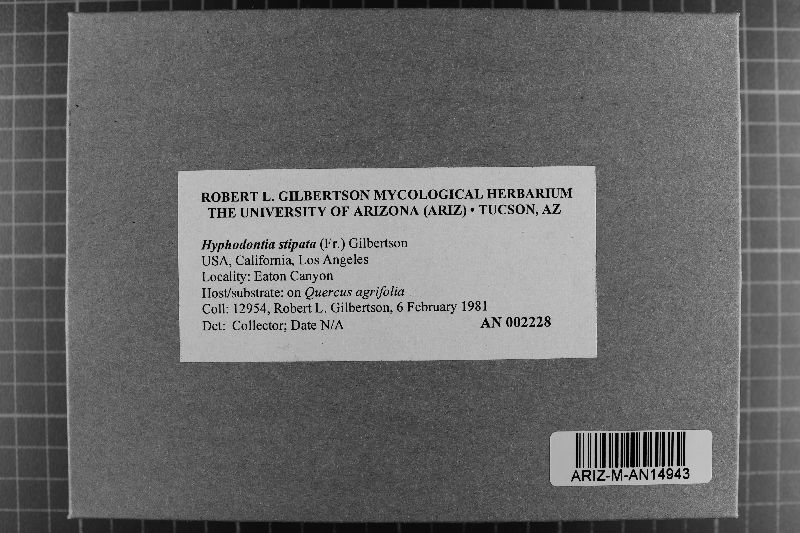 ROBERT L. GILBERTSON MYCOLOGICAL HERBARIUM
THE UNIVERSITY OF ARIZONA (ARIZ) • TUCSON, AZ
Hyphodontia stipata (Fr.) Gilbertson
USA, California, Los Angeles
Locality: Eaton Canyon
Host/substrate: on Quercus agrifolia
Coll: 12954, Robert L. Gilbertson, 6 February 1981
Det: Collector; Date N/A AN 002228
ARIZ-M-AN14943